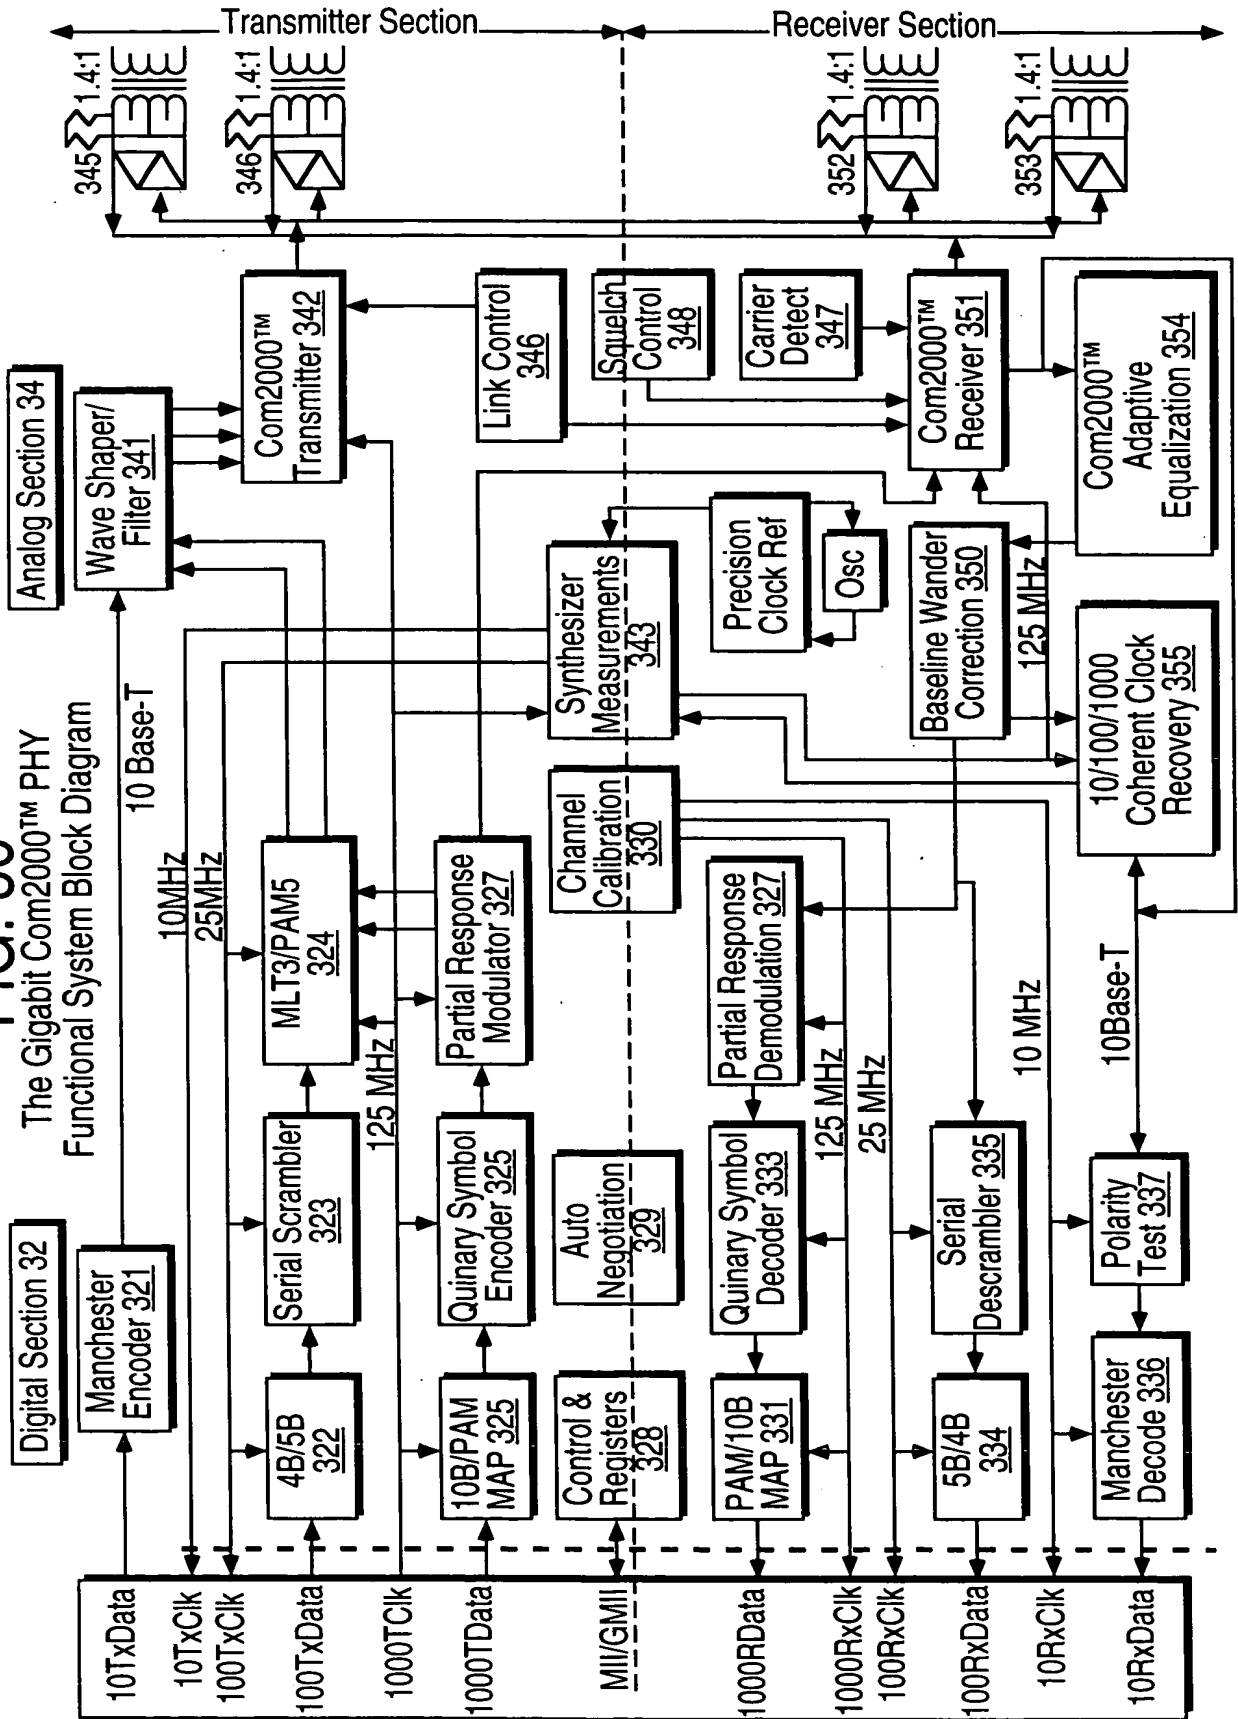 The Gigabit Com2000™ PHY
Functional System Block Diagram
Digital Section 32
Analog Section 34
Transmitter Section
Receiver Section
10TxData
10TxClk
100TxClk
100TxData
1000TClk
1000TData
MII/GMII
1000RData
1000RxClk
100RxClk
100RxData
10RxClk
10RxData
Manchester
Encoder 321
10 Base-T
Wave Shaper/
Filter 341
10MHz
25MHz
4B/5B
322
Serial Scrambler
323
MLT3/PAM5
324
Com2000™
Transmitter 342
125 MHz
10B/PAM
MAP 325
Quinary Symbol
Encoder 325
Partial Response
Modulator 327
Link Control
346
Control &
Registers
328
Auto
Negotiation
329
Channel
Calibration
330
Synthesizer
Measurements
343
Squelch
Control
348
Precision
Clock Ref
Osc
Carrier
Detect
347
PAM/10B
MAP 331
Quinary Symbol
Decoder 333
Partial Response
Demodulation 327
125 MHz
25 MHz
5B/4B
334
Serial
Descrambler 335
Baseline Wander
Correction 350
125 MHz
Com2000™
Receiver 351
10 MHz
Manchester
Decode 336
Polarity
Test 337
10Base-T
10/100/1000
Coherent Clock
Recovery 355
Com2000™
Adaptive
Equalization 354
345
1.4:1
346
1.4:1
352
1.4:1
353
1.4:1